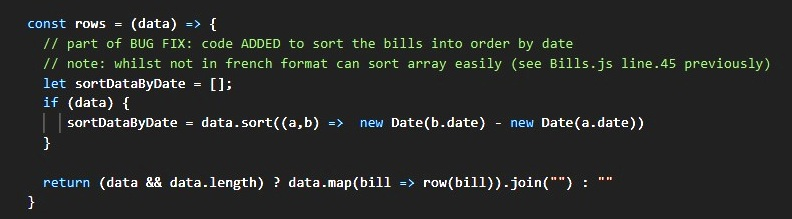 const rows = (data) => {
// part of BUG FIX: code ADDED to sort the bills into order by date
// note: whilst not in french format can sort array easily (see Bills.js line.45 previously)
let sortDataByDate = [];
if (data) {
sortDataByDate = data.sort((a,b) => new Date(b.date) - new Date(a.date))
}
return (data && data.length) ? data.map(bill => row(bill)).join("") : ""
}